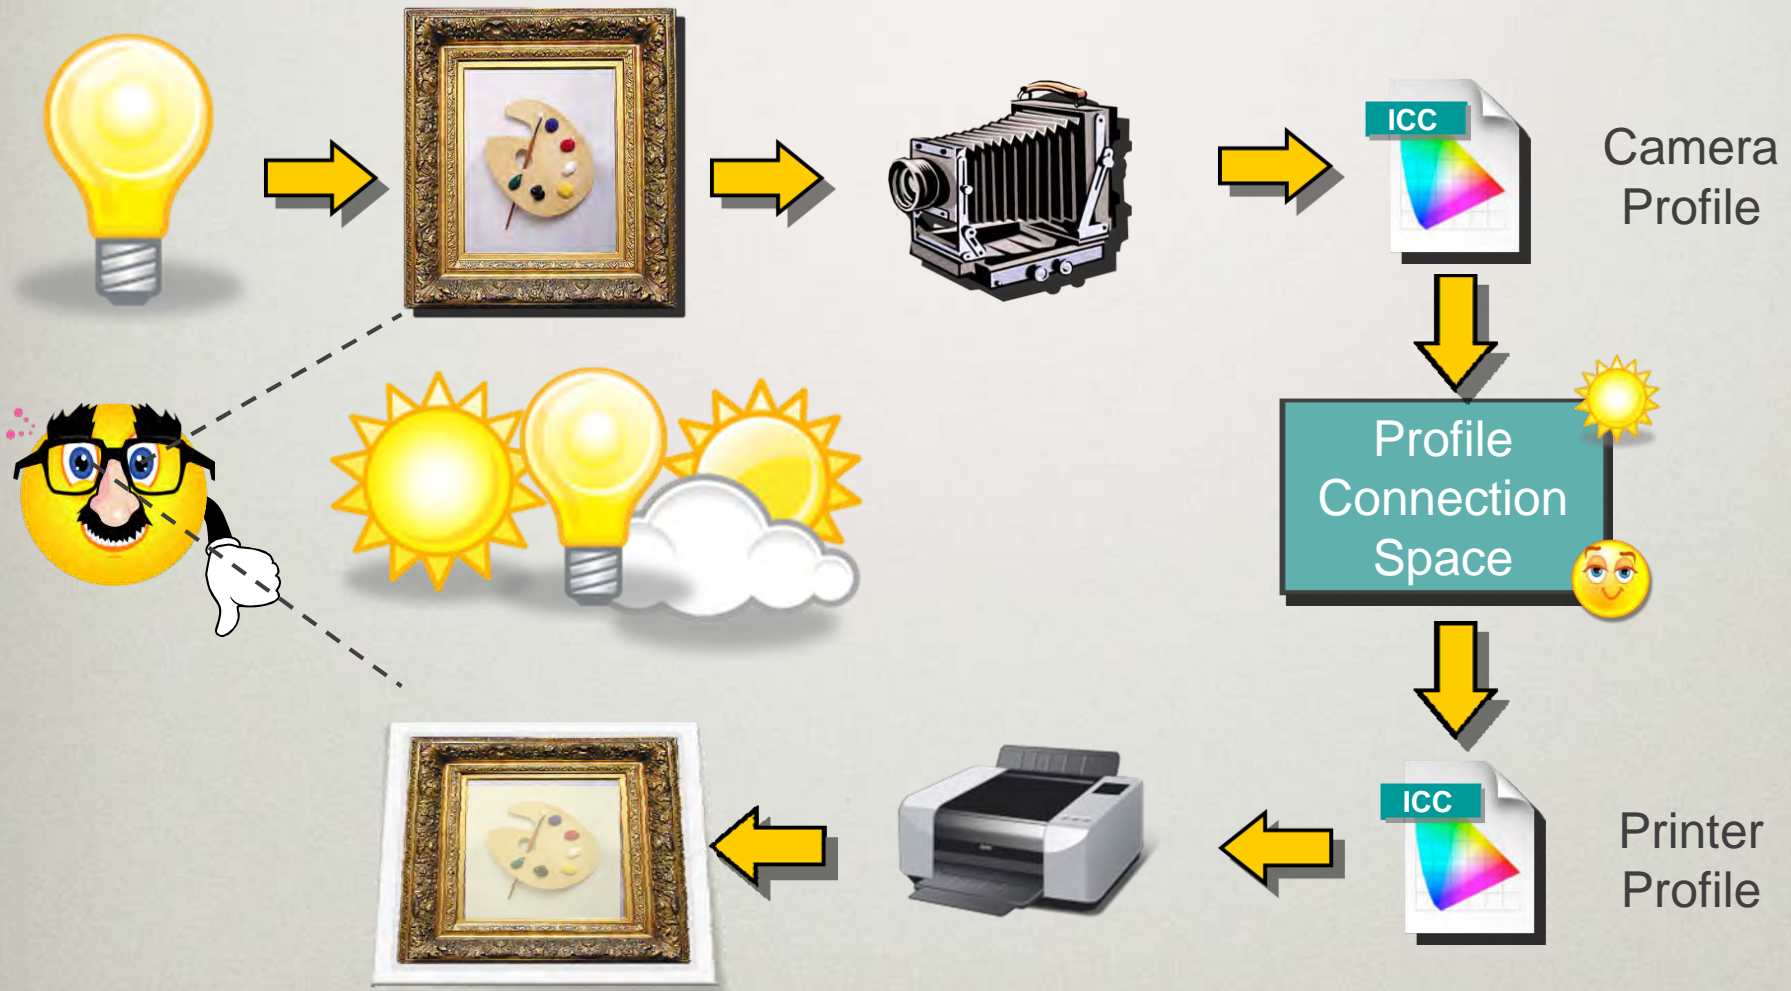 ICC
Camera
Profile
Profile
Connection
Space
ICC
Printer
Profile